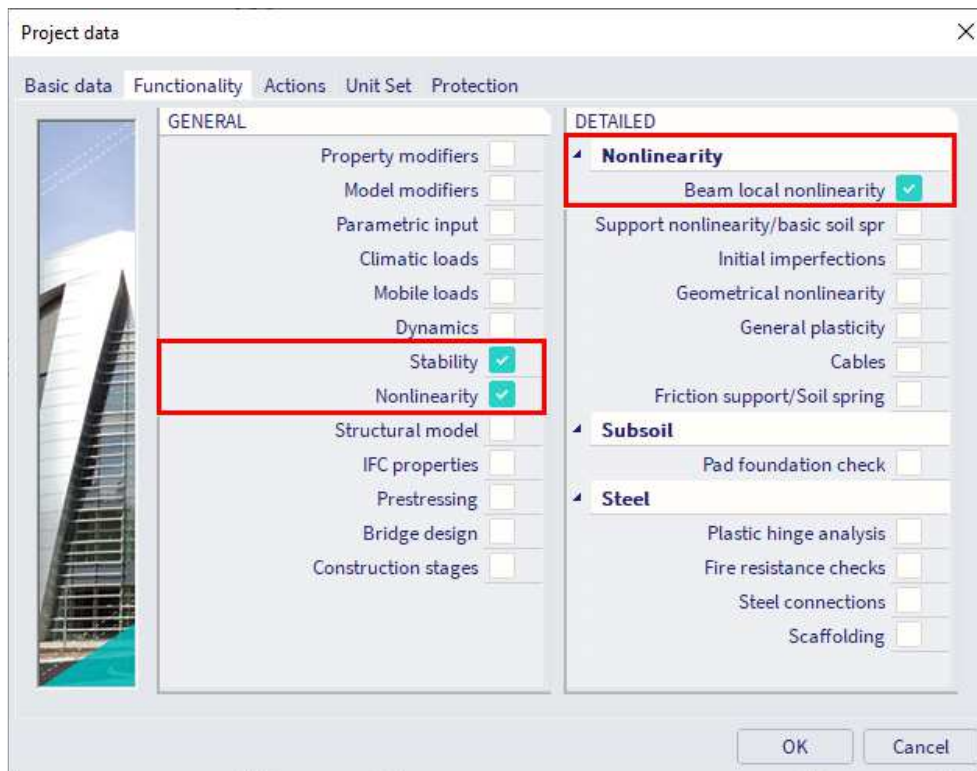 Project data
Basic data Functionality Actions Unit Set Protection
GENERAL
Property modifiers
Model modifiers
Parametric input
Climatic loads
Mobile loads
Dynamics
Stability
Nonlinearity
Structural model
IFC properties
Prestressing
Bridge design
Construction stages
DETAILED
Nonlinearity
Beam local nonlinearity
Support nonlinearity/basic soil spr
Initial imperfections
Geometrical nonlinearity
General plasticity
Cables
Friction support/Soil spring
Subsoil
Pad foundation check
Steel
Plastic hinge analysis
Fire resistance checks
Steel connections
Scaffolding
OK Cancel